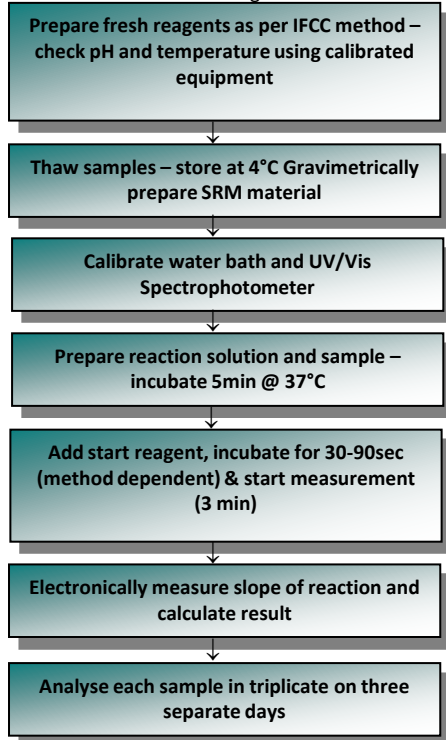 Prepare fresh reagents as per IFCC method –
check pH and temperature using calibrated
equipment
↓
Thaw samples – store at 4°C Gravimetrically
prepare SRM material
↓
Calibrate water bath and UV/Vis
Spectrophotometer
↓
Prepare reaction solution and sample –
incubate 5min @ 37°C
↓
Add start reagent, incubate for 30-90sec
(method dependent) & start measurement
(3 min)
↓
Electronically measure slope of reaction and
calculate result
↓
Analyse each sample in triplicate on three
separate days